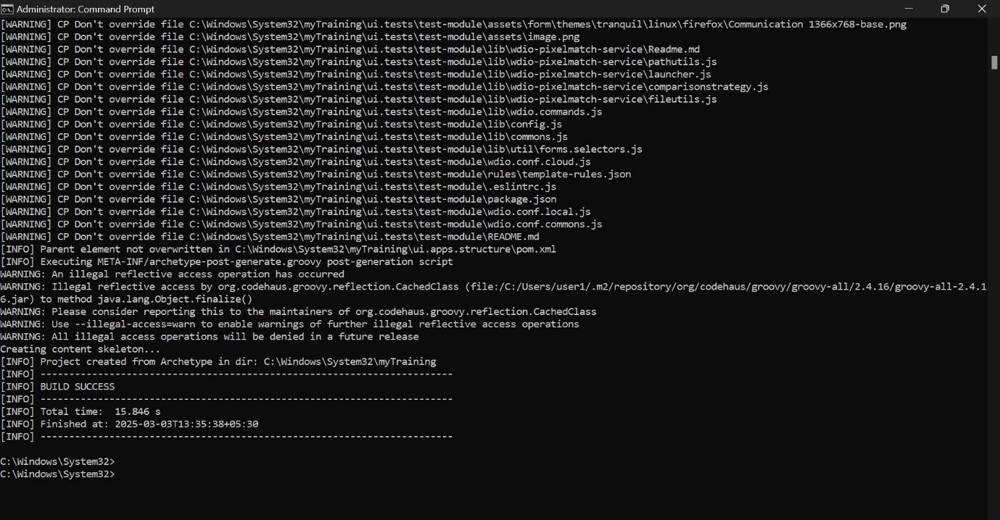 Administrator: Command Prompt
[WARNING] CP Don't override file C:\Windows\System32\myTraining\ui.tests\test-module\assets\form\themes\tranquil\linux\firefox\Communication 1366x768-base.png
[WARNING] CP Don't override file C:\Windows\System32\myTraining\ui.tests\test-module\assets\image.png
[WARNING] CP Don't override file C:\Windows\System32\myTraining\ui.tests\test-module\lib\wdio-pixelmatch-service\Readme.md
[WARNING] CP Don't override file C:\Windows\System32\myTraining\ui.tests\test-module\lib\wdio-pixelmatch-service\pathutils.js
[WARNING] CP Don't override file C:\Windows\System32\myTraining\ui.tests\test-module\lib\wdio-pixelmatch-service\launcher.js
[WARNING] CP Don't override file C:\Windows\System32\myTraining\ui.tests\test-module\lib\wdio-pixelmatch-service\comparisonstrategy.js
[WARNING] CP Don't override file C:\Windows\System32\myTraining\ui.tests\test-module\lib\wdio-pixelmatch-service\fileutils.js
[WARNING] CP Don't override file C:\Windows\System32\myTraining\ui.tests\test-module\lib\wdio.commands.js
[WARNING] CP Don't override file C:\Windows\System32\myTraining\ui.tests\test-module\lib\config.js
[WARNING] CP Don't override file C:\Windows\System32\myTraining\ui.tests\test-module\lib\commons.js
[WARNING] CP Don't override file C:\Windows\System32\myTraining\ui.tests\test-module\lib\util\forms.selectors.js
[WARNING] CP Don't override file C:\Windows\System32\myTraining\ui.tests\test-module\wdio.conf.cloud.js
[WARNING] CP Don't override file C:\Windows\System32\myTraining\ui.tests\test-module\rules\template-rules.json
[WARNING] CP Don't override file C:\Windows\System32\myTraining\ui.tests\test-module\.eslintrc.js
[WARNING] CP Don't override file C:\Windows\System32\myTraining\ui.tests\test-module\package.json
[WARNING] CP Don't override file C:\Windows\System32\myTraining\ui.tests\test-module\wdio.conf.local.js
[WARNING] CP Don't override file C:\Windows\System32\myTraining\ui.tests\test-module\wdio.conf.commons.js
[WARNING] CP Don't override file C:\Windows\System32\myTraining\ui.tests\test-module\README.md
[INFO] Parent element not overwritten in C:\Windows\System32\myTraining\ui.apps.structure\pom.xml
[INFO] Executing META-INF/archetype-post-generate.groovy post-generation script
WARNING: An illegal reflective access operation has occurred
WARNING: Illegal reflective access by org.codehaus.groovy.reflection.CachedClass (file:/C:/Users/user1/.m2/repository/org/codehaus/groovy/groovy-all/2.4.16/groovy-all-2.4.1
6.jar) to method java.lang.Object.finalize()
WARNING: Please consider reporting this to the maintainers of org.codehaus.groovy.reflection.CachedClass
WARNING: Use --illegal-access=warn to enable warnings of further illegal reflective access operations
WARNING: All illegal access operations will be denied in a future release
Creating content skeleton...
[INFO] Project created from Archetype in dir: C:\Windows\System32\myTraining
[INFO] ------------------------------------------------------------------------
[INFO] BUILD SUCCESS
[INFO] ------------------------------------------------------------------------
[INFO] Total time:  15.846 s
[INFO] Finished at: 2025-03-03T13:35:38+05:30
[INFO] ------------------------------------------------------------------------
C:\Windows\System32>
C:\Windows\System32>